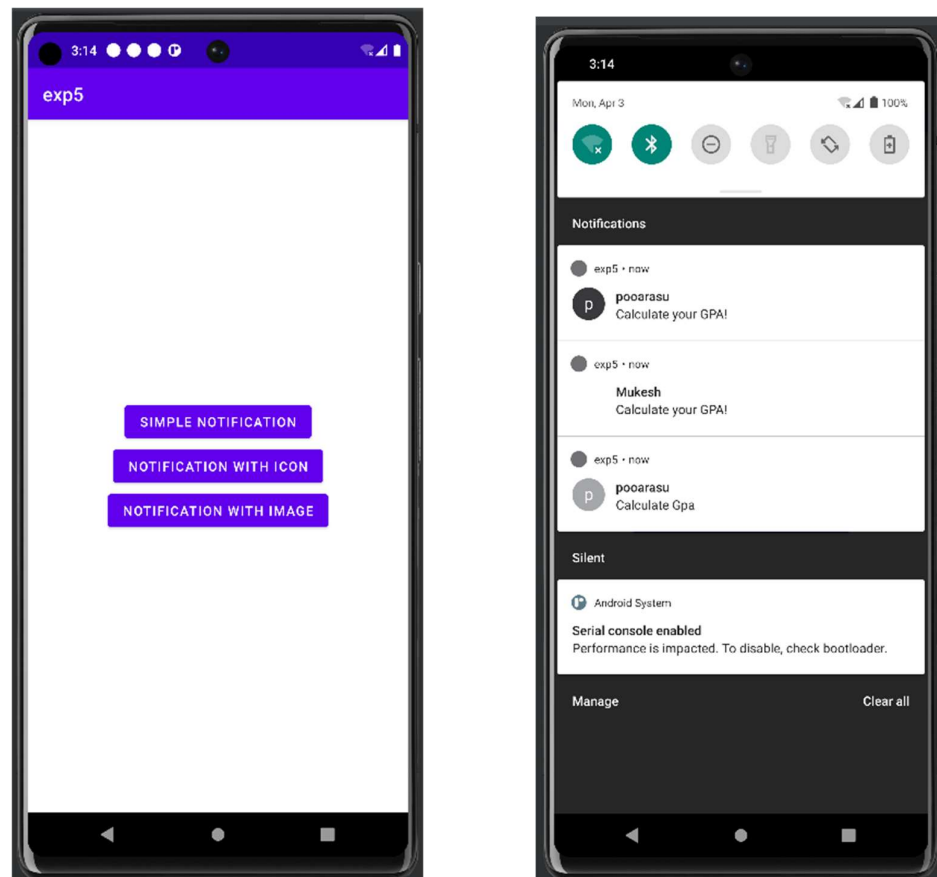 3:14
exp5
SIMPLE NOTIFICATION
NOTIFICATION WITH ICON
NOTIFICATION WITH IMAGE
3:14
Mon, Apr 3
100%
Notifications
exp5 • now
p
pooarasu
Calculate your GPA!
exp5 • now
Mukesh
Calculate your GPA!
exp5 • now
p
pooarasu
Calculate Gpa
Silent
Android System
Serial console enabled
Performance is impacted. To disable, check bootloader.
Manage
Clear all